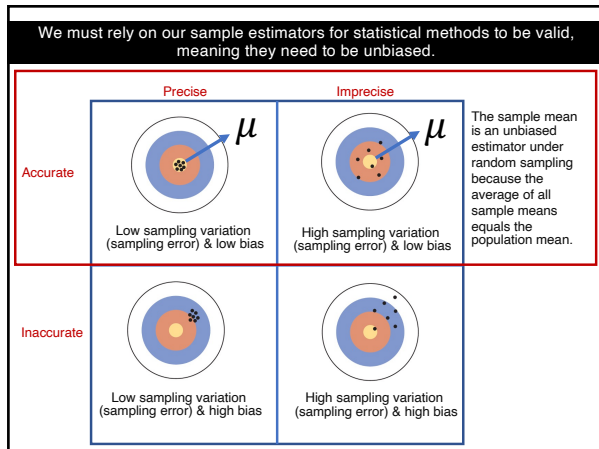 We must rely on our sample estimators for statistical methods to be valid,
meaning they need to be unbiased.
Precise
Imprecise
Accurate
μ
μ
The sample mean
is an unbiased
estimator under
random sampling
because the
average of all
sample means
equals the
population mean.
Low sampling variation
(sampling error) & low bias
High sampling variation
(sampling error) & low bias
Inaccurate
Low sampling variation
(sampling error) & high bias
High sampling variation
(sampling error) & high bias